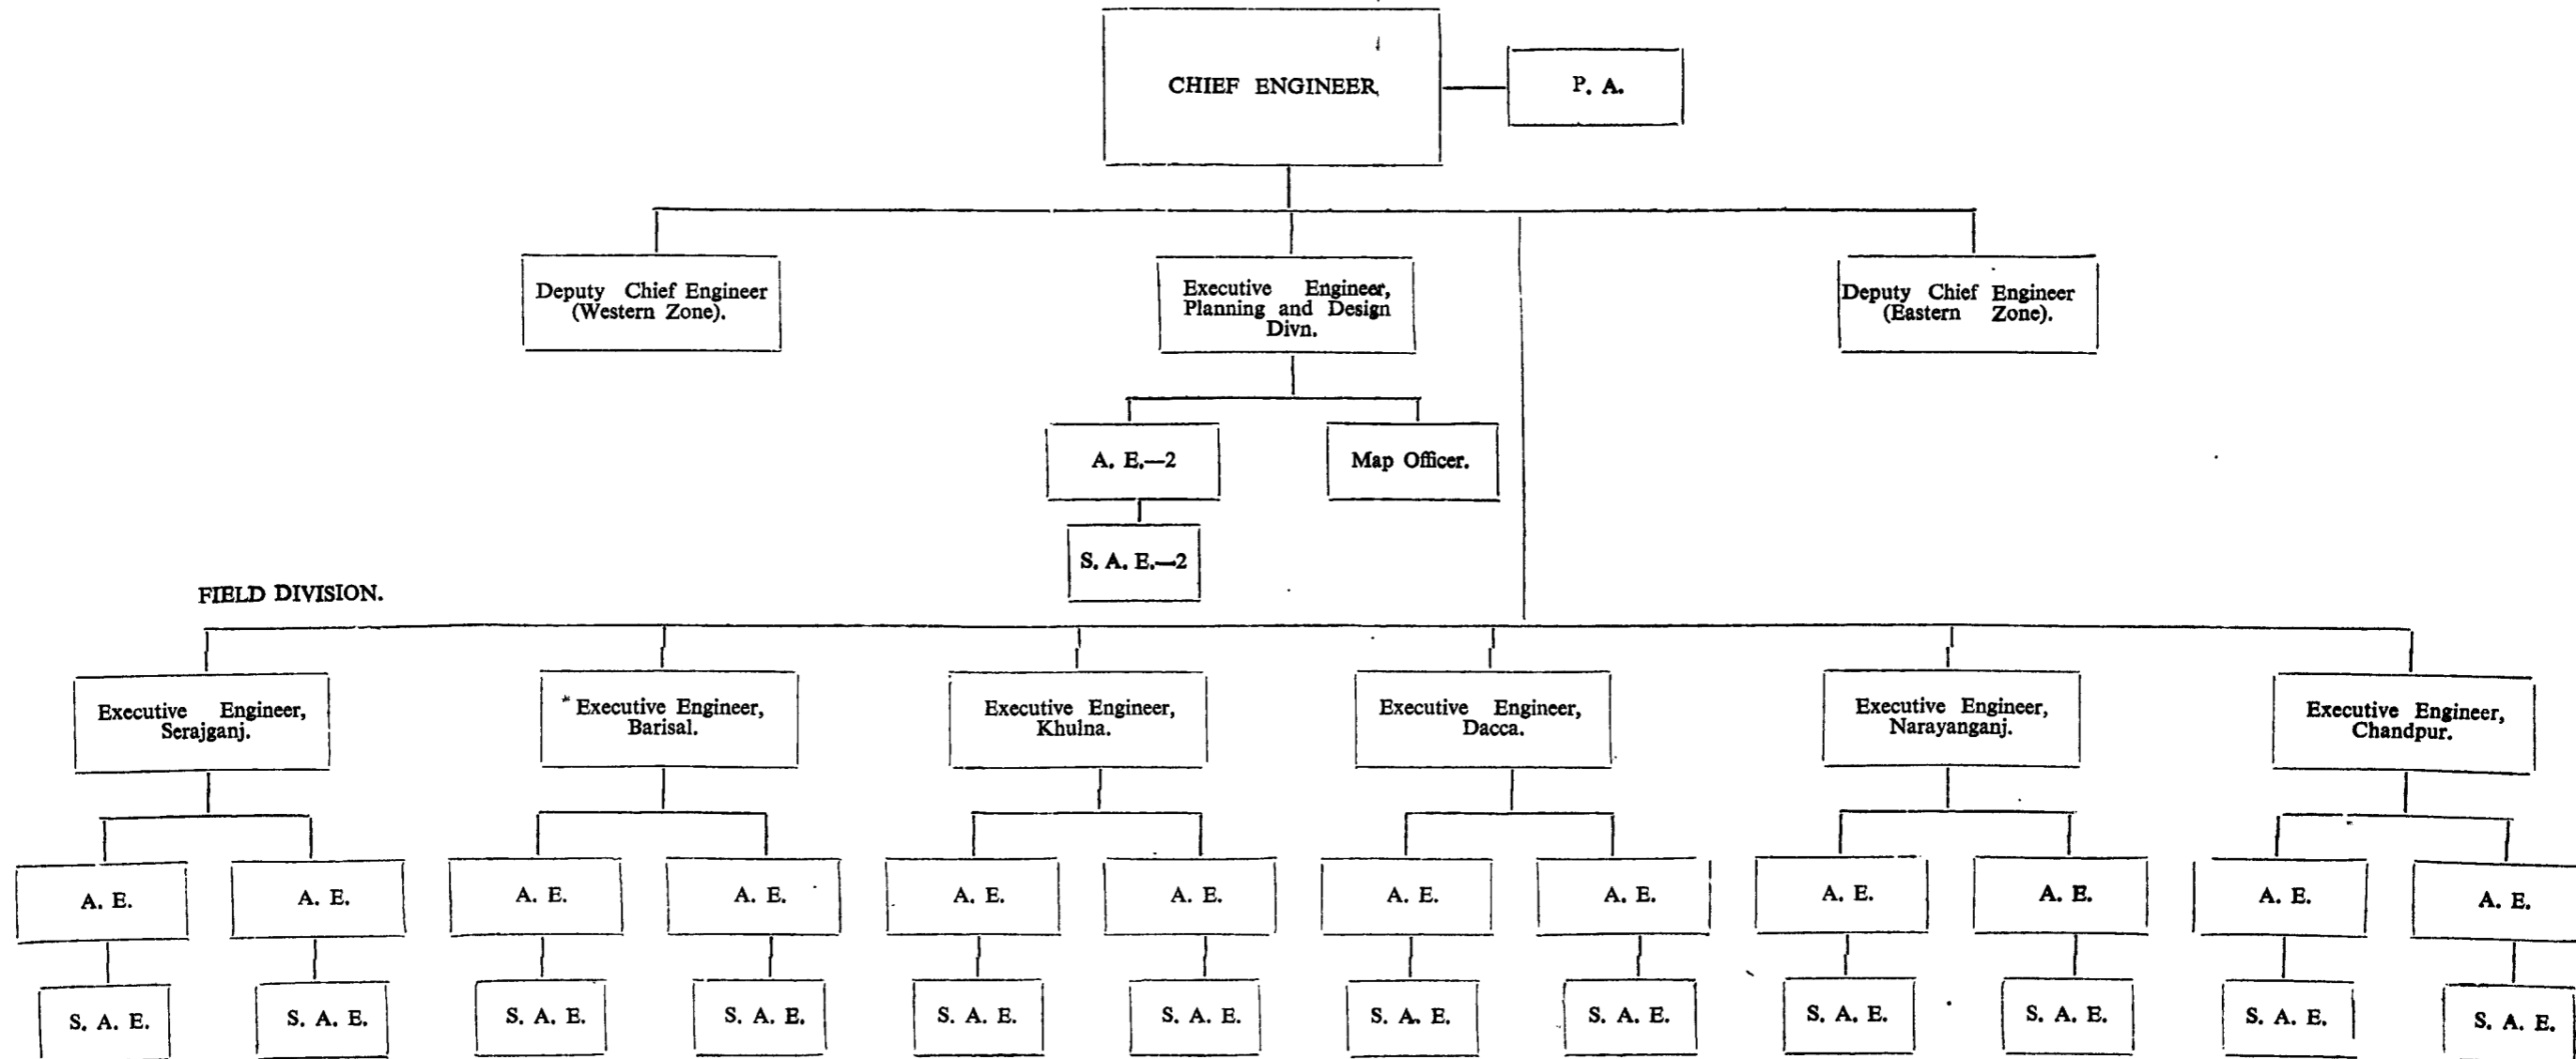 CHIEF ENGINEER
P. A.
Deputy Chief Engineer
(Western Zone).
Executive Engineer,
Planning and Design
Divn.
Deputy Chief Engineer
(Eastern Zone).
A. E.—2
Map Officer.
S. A. E.—2
FIELD DIVISION.
Executive Engineer,
Serajganj.
* Executive Engineer,
Barisal.
Executive Engineer,
Khulna.
Executive Engineer,
Dacca.
Executive Engineer,
Narayanganj.
Executive Engineer,
Chandpur.
A. E.
A. E.
A. E.
A. E.
A. E.
A. E.
A. E.
A. E.
A. E.
A. E.
A. E.
A. E.
S. A. E.
S. A. E.
S. A. E.
S. A. E.
S. A. E.
S. A. E.
S. A. E.
S. A. E.
S. A. E.
S. A. E.
S. A. E.
S. A. E.